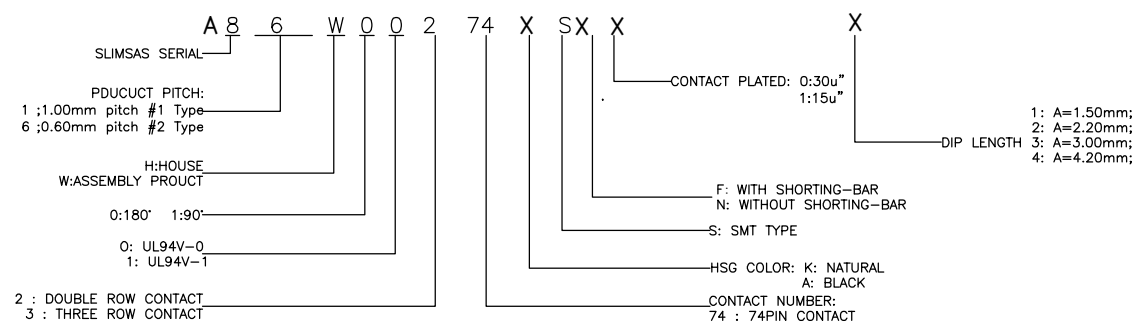 A 8 6 W 0 0 2 74 X S X X X
SLIMSAS SERIAL
PDUCUCT PITCH:
1 ;1.00mm pitch #1 Type
6 ;0.60mm pitch #2 Type
H:HOUSE
W:ASSEMBLY PROUCT
0:180° 1:90°
0: UL94V-0
1: UL94V-1
2 : DOUBLE ROW CONTACT
3 : THREE ROW CONTACT
CONTACT PLATED: 0:30u"
1:15u"
DIP LENGTH
1: A=1.50mm;
2: A=2.20mm;
3: A=3.00mm;
4: A=4.20mm;
F: WITH SHORTING-BAR
N: WITHOUT SHORTING-BAR
S: SMT TYPE
HSG COLOR: K: NATURAL
A: BLACK
CONTACT NUMBER:
74 : 74PIN CONTACT